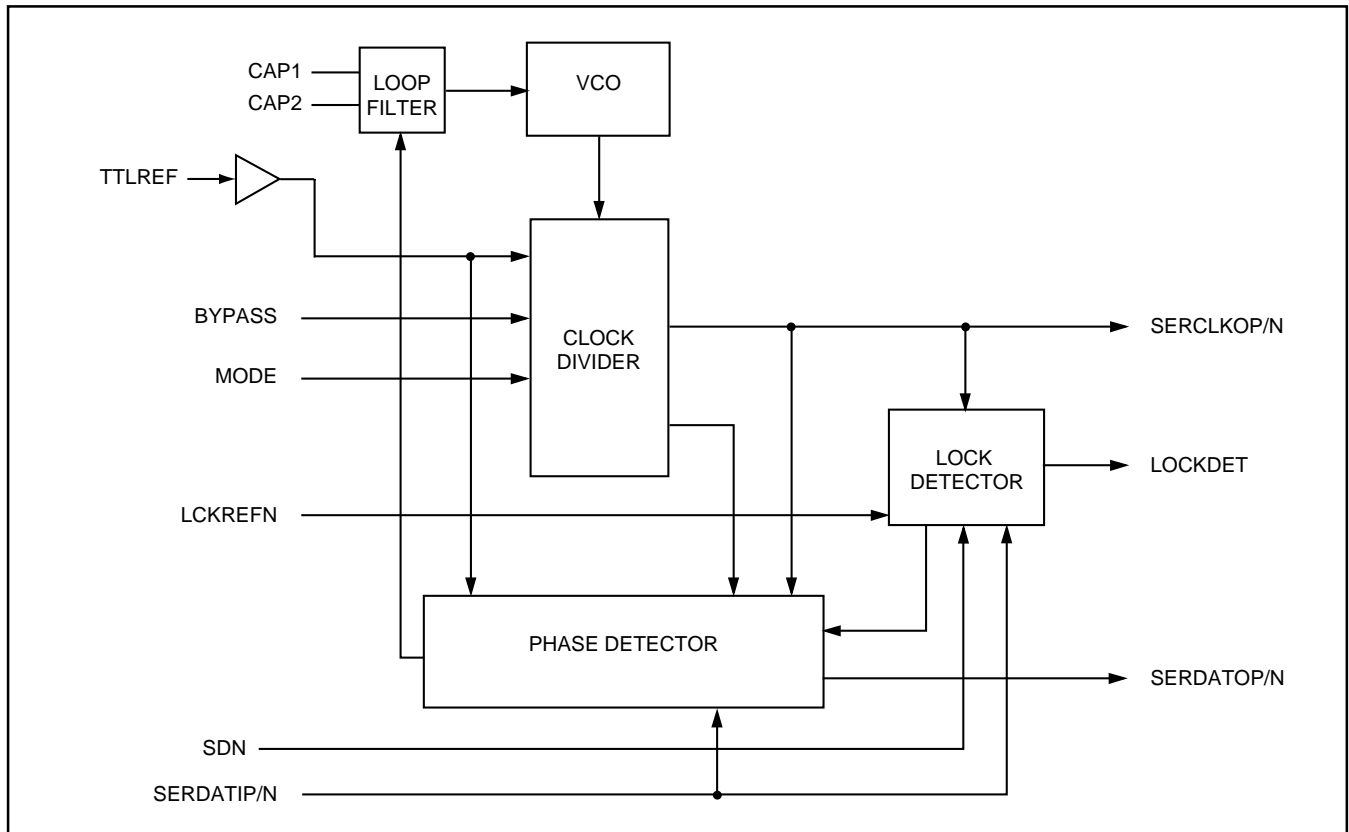 CAP1
CAP2
LOOP
FILTER
VCO
TTLREF
BYPASS
MODE
CLOCK
DIVIDER
SERCLKOP/N
LOCK
DETECTOR
LOCKDET
LCKREFN
PHASE DETECTOR
SERDATOP/N
SDN
SERDATIP/N